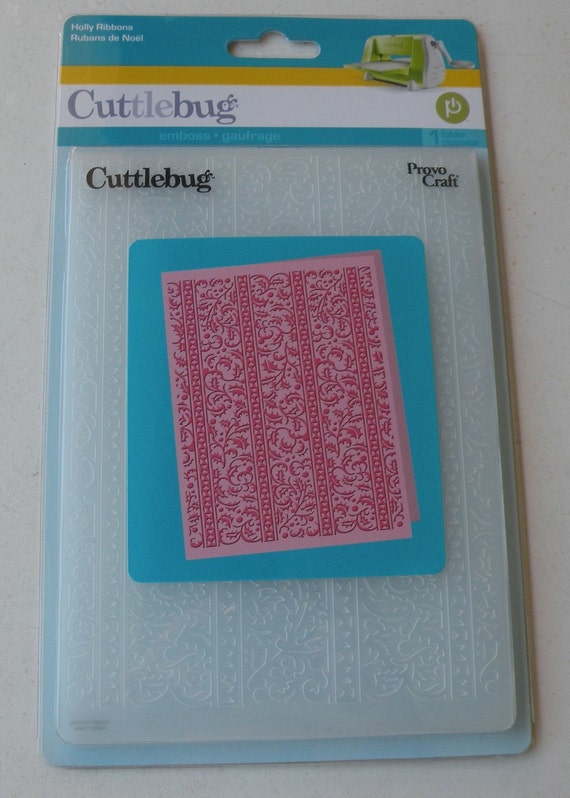 Holly Ribbons
Rubans de Noël
Cuttlebug
emboss • gaufrage
1
Cuttlebug
Provo
Craft